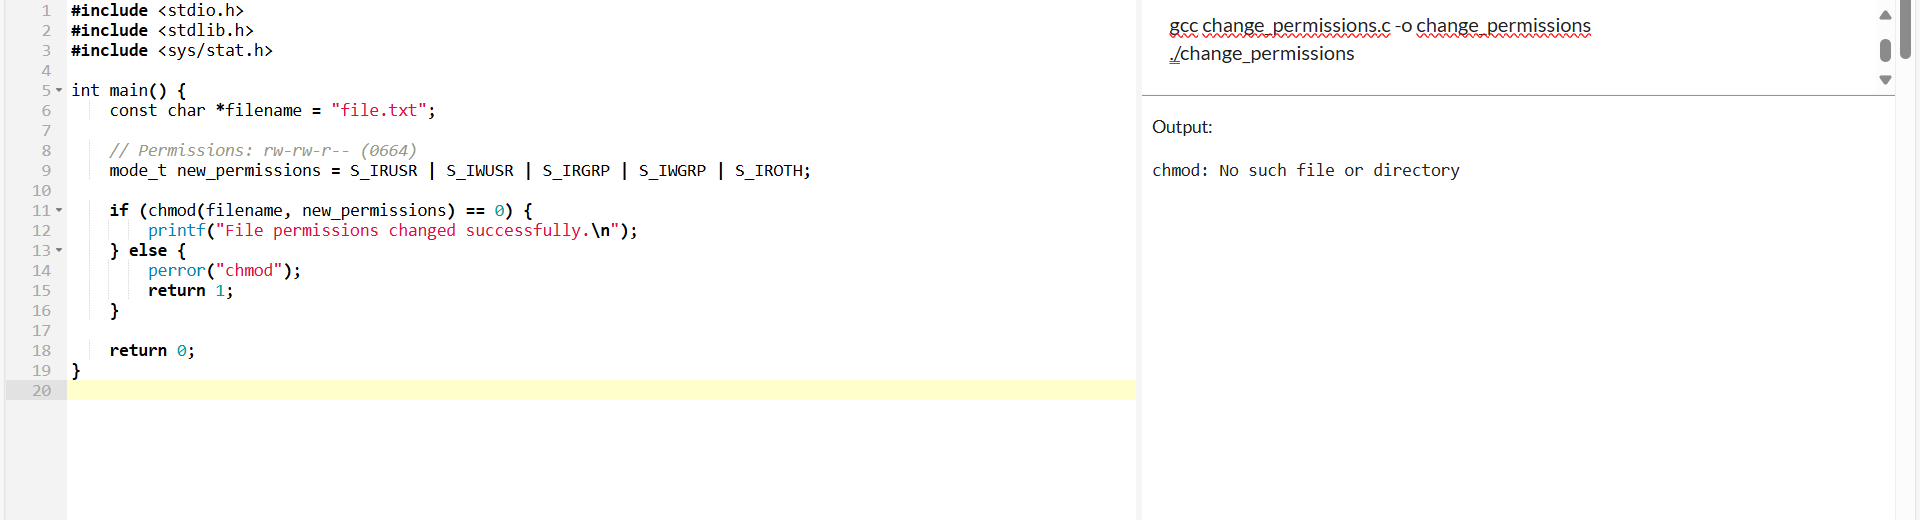 1 #include <stdio.h>
2 #include <stdlib.h>
3 #include <sys/stat.h>
4
5 int main() {
6     const char *filename = "file.txt";
7
8     // Permissions: rw-rw-r-- (0664)
9     mode_t new_permissions = S_IRUSR | S_IWUSR | S_IRGRP | S_IWGRP | S_IROTH;
10
11     if (chmod(filename, new_permissions) == 0) {
12         printf("File permissions changed successfully.\n");
13     } else {
14         perror("chmod");
15         return 1;
16     }
17
18     return 0;
19 }
20
gcc change_permissions.c -o change_permissions
./change_permissions
Output:
chmod: No such file or directory